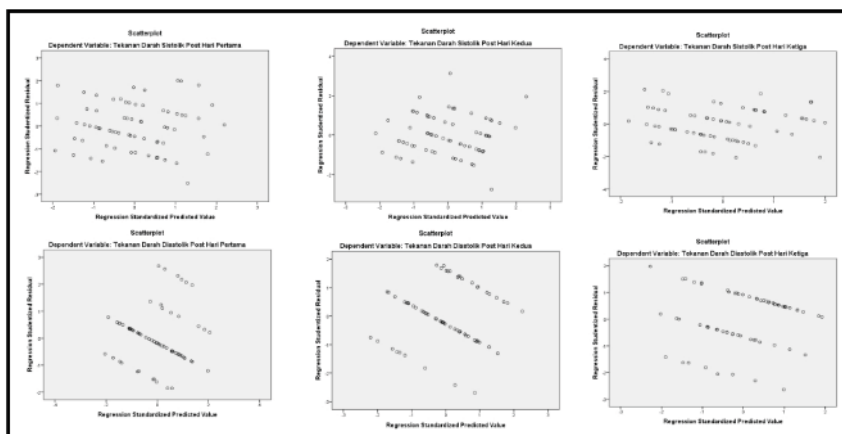 Scatterplot
Dependent Variable: Tekanan Darah Sistolik Post Hari Pertama
Regression Studentized Residual
Regression Standardized Predicted Value
Scatterplot
Dependent Variable: Tekanan Darah Sistolik Post Hari Kedua
Regression Studentized Residual
Regression Standardized Predicted Value
Scatterplot
Dependent Variable: Tekanan Darah Sistolik Post Hari Ketiga
Regression Studentized Residual
Regression Standardized Predicted Value
Scatterplot
Dependent Variable: Tekanan Darah Diastolik Post Hari Pertama
Regression Studentized Residual
Regression Standardized Predicted Value
Scatterplot
Dependent Variable: Tekanan Darah Diastolik Post Hari Kedua
Regression Studentized Residual
Regression Standardized Predicted Value
Scatterplot
Dependent Variable: Tekanan Darah Diastolik Post Hari Ketiga
Regression Studentized Residual
Regression Standardized Predicted Value